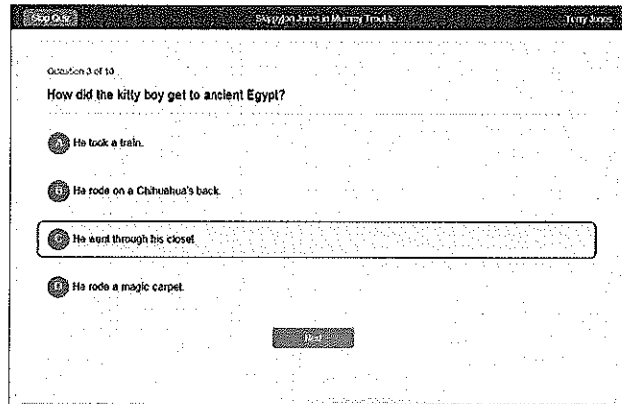 Stop Quiz
Skippyjon Jones in Mummy Trouble
Terry Jones
Question 3 of 10
How did the kitty boy get to ancient Egypt?
A He took a train.
B He rode on a Chihuahua's back.
C He went through his closet.
D He rode a magic carpet.
Next